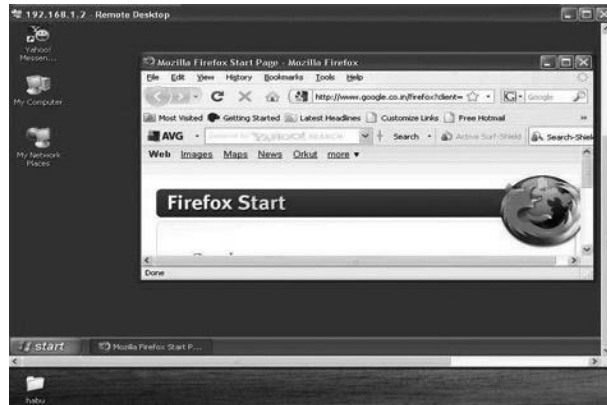 192.168.1.2 - Remote Desktop
Yahoo!
Messen...
My Computer
My Network
Places
Mozilla Firefox Start Page - Mozilla Firefox
File Edit View History Bookmarks Tools Help
http://www.google.co.in/firefox?client=
Google
Most Visited Getting Started Latest Headlines Customize Links Free Hotmail
AVG Search Active Surf-Shield Search-Shiel
Web Images Maps News Orkut more
Firefox Start
Done
start
Mozilla Firefox Start P...
habu